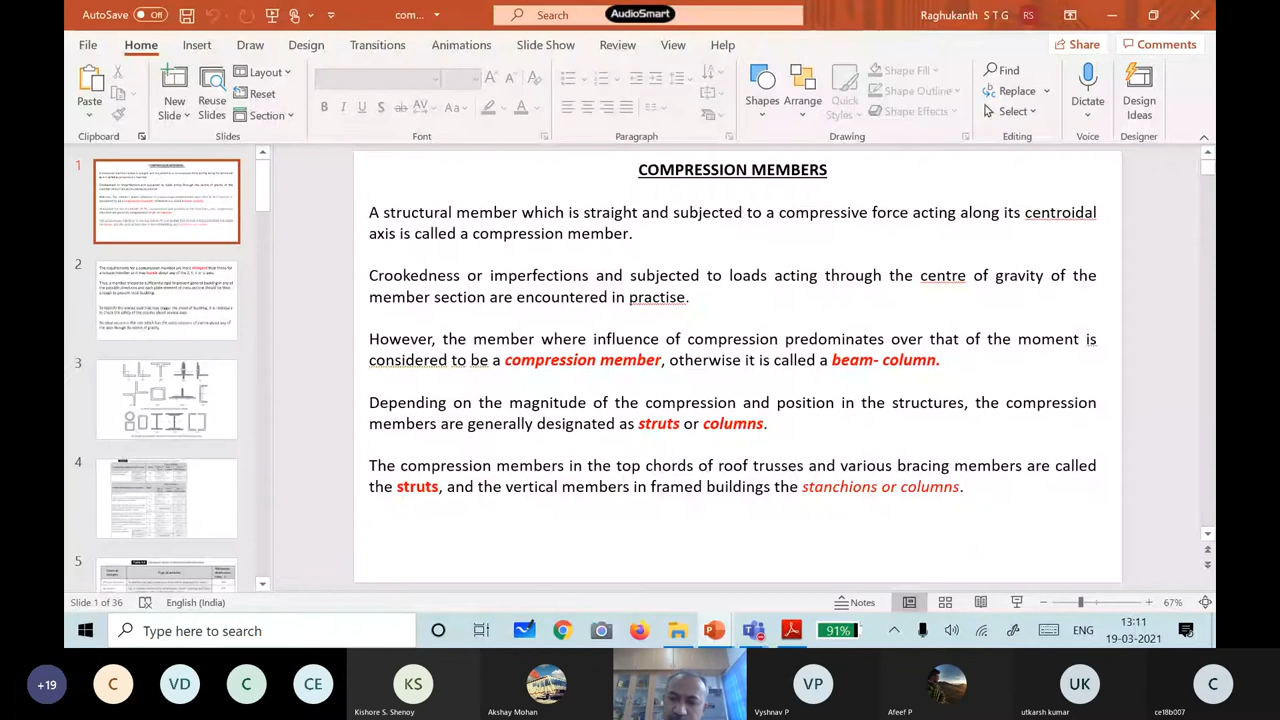 AutoSave Off com... Search AudioSmart Raghukanth S T G RS
File Home Insert Draw Design Transitions Animations Slide Show Review View Help Share Comments
Paste New Slide Reuse Slides Layout Reset Section Shapes Arrange Quick Styles Shape Fill Shape Outline Shape Effects Find Replace Select Dictate Design Ideas
Clipboard Slides Font Paragraph Drawing Editing Voice Designer
1
2
3
4
5
COMPRESSION MEMBERS
A structural member which is straight and subjected to a compressive force acting along its centroidal
axis is called a compression member.
Crookedness or imperfections and subjected to loads acting through the centre of gravity of the
member section are encountered in practise.
However, the member where influence of compression predominates over that of the moment is
considered to be a compression member, otherwise it is called a beam- column.
Depending on the magnitude of the compression and position in the structures, the compression
members are generally designated as struts or columns.
The compression members in the top chords of roof trusses and various bracing members are called
the struts, and the vertical members in framed buildings the stanchions or columns.
Slide 1 of 36 English (India) Notes 67%
Type here to search 91% ENG 13:11
19-03-2021
+19 C VD C CE KS VP UK C
Kishore S. Shenoy Akshay Mohan Vyshnav P Afeef P utkarsh kumar ce18b007